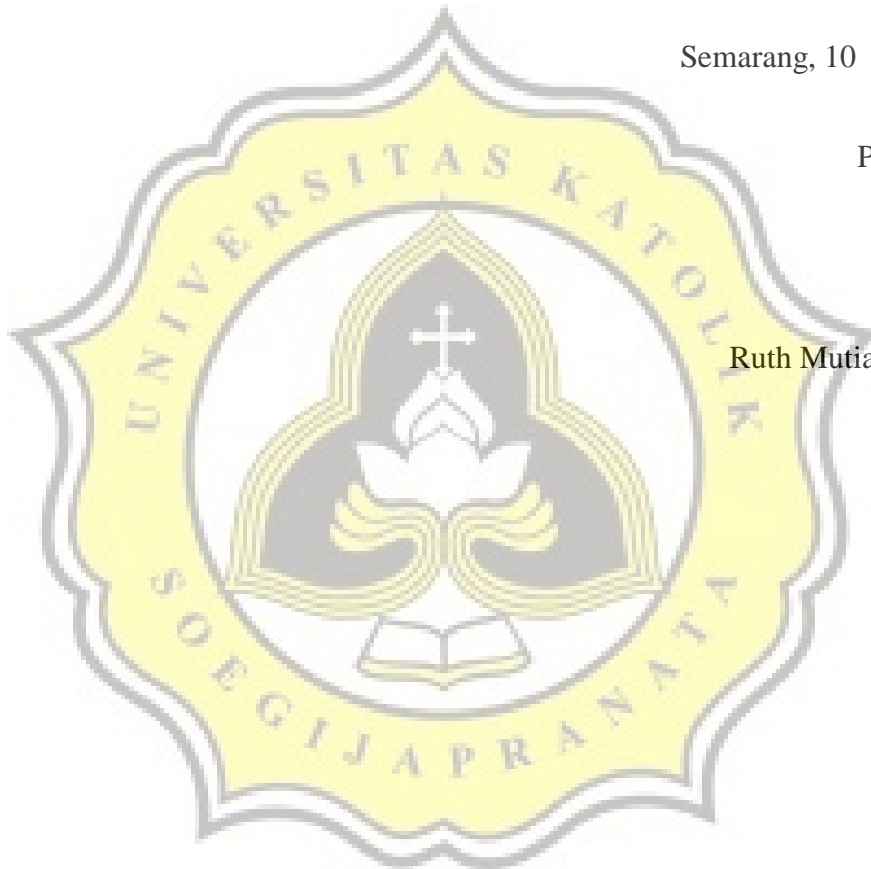 Semarang, 10
P
Ruth Mutia
UNIVERSITAS KATOLIK
SOEGIJAPRANATA